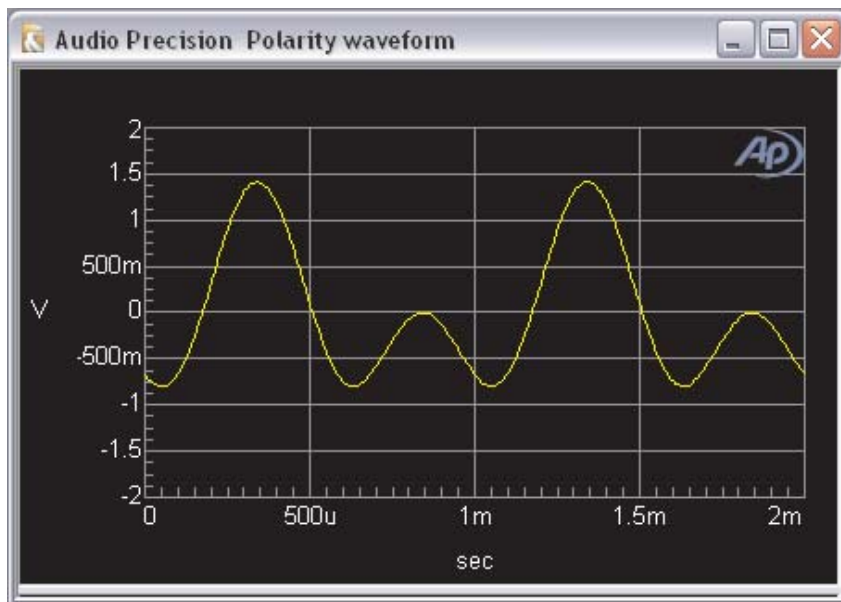 Audio Precision Polarity waveform
Ap
2
1.5
1
500m
0
-500m
-1
-1.5
-2
V
0
500u
1m
1.5m
2m
sec